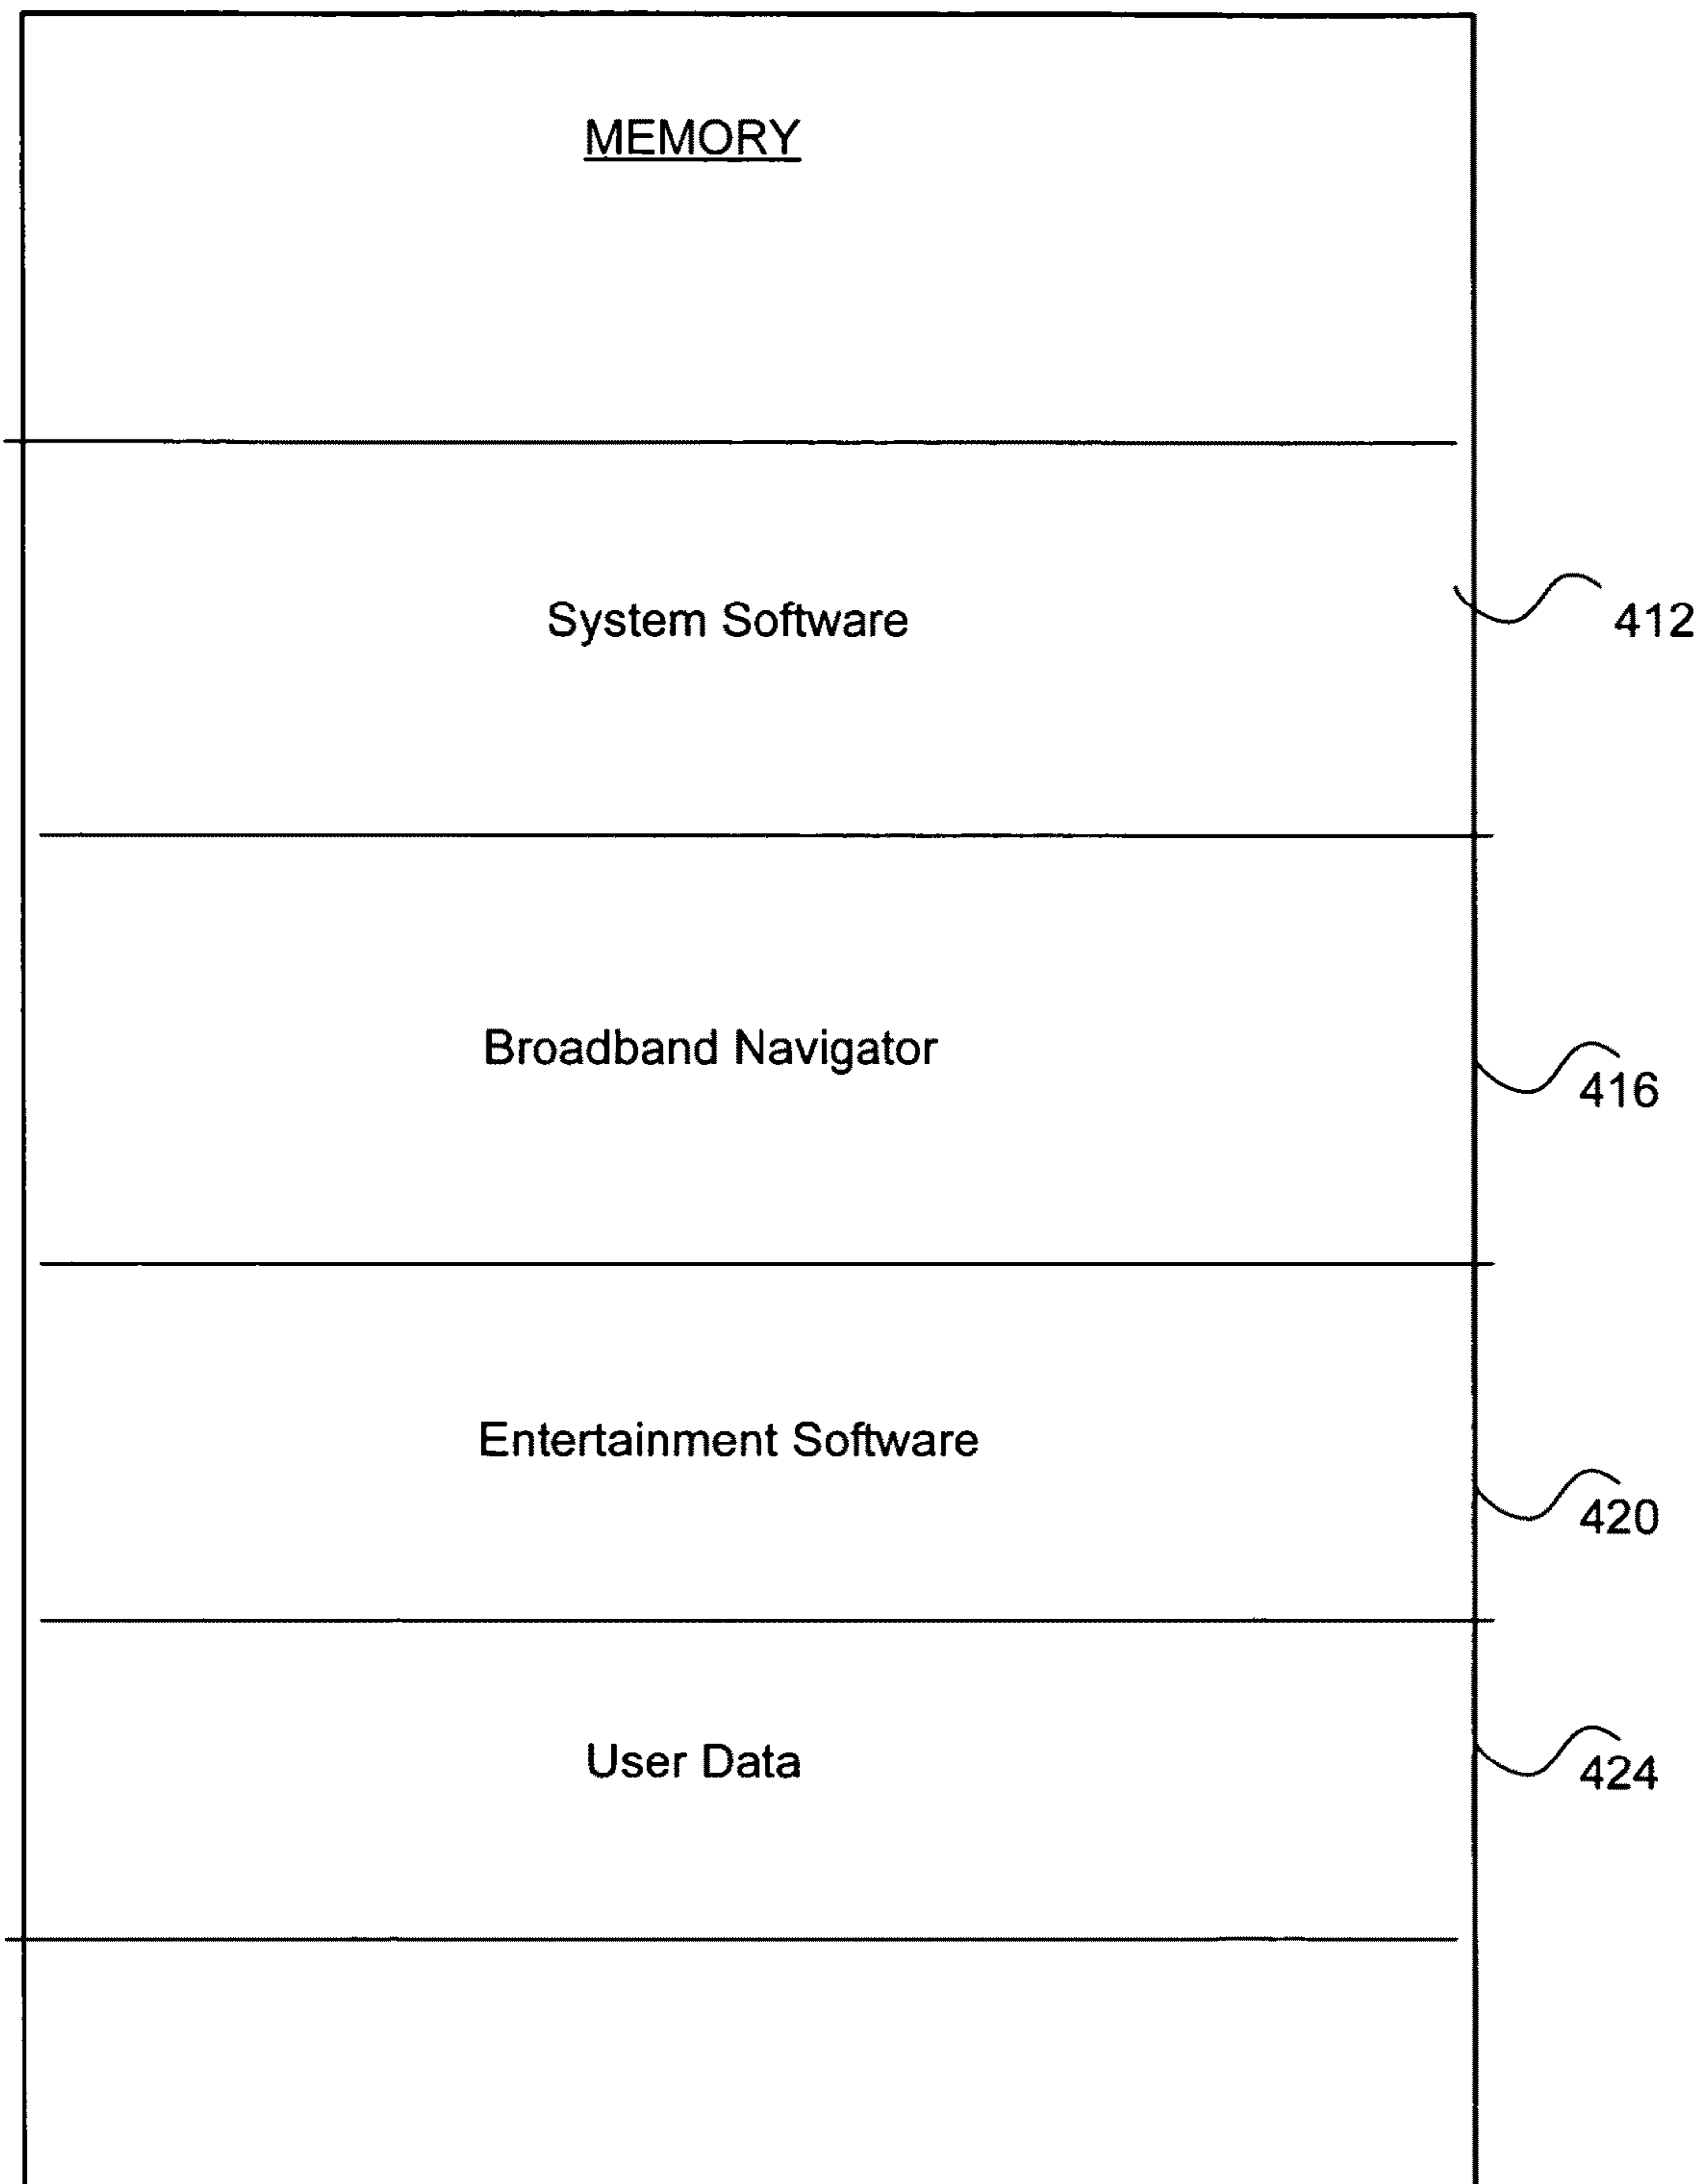 MEMORY
System Software
412
Broadband Navigator
416
Entertainment Software
420
User Data
424